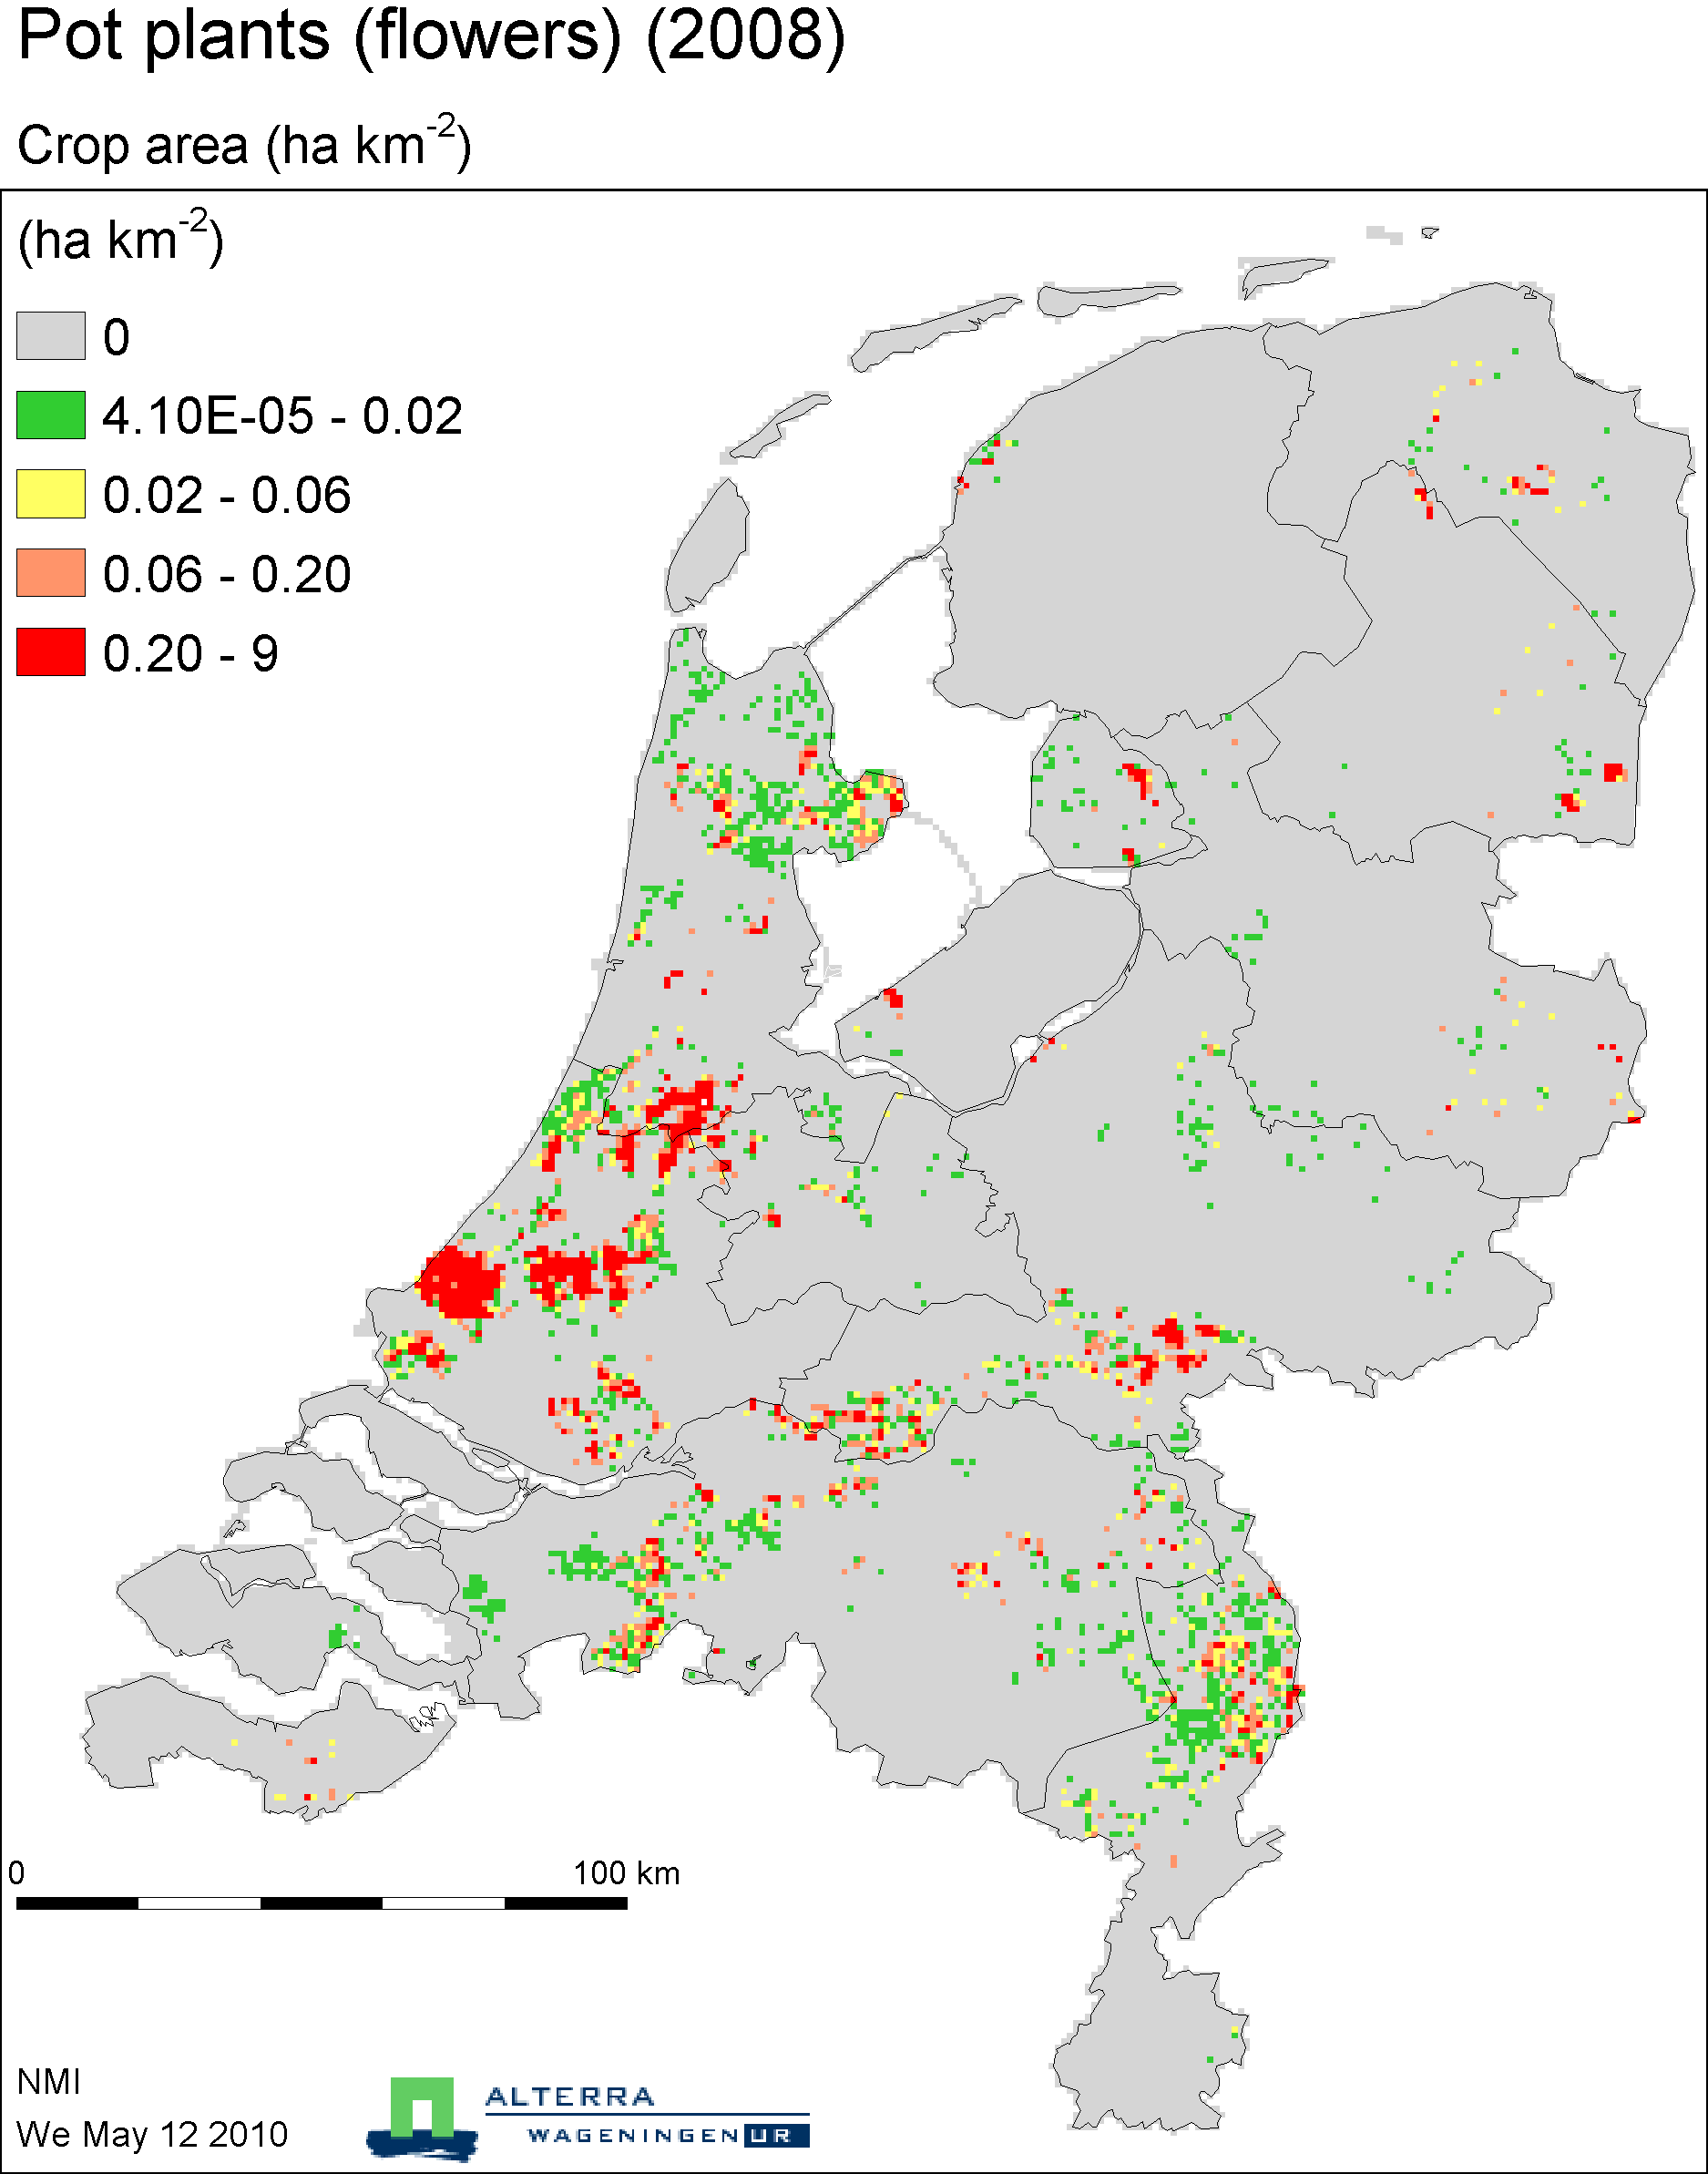 Pot plants (flowers) (2008)
Crop area (ha km-2)
(ha km-2)
0
4.10E-05 - 0.02
0.02 - 0.06
0.06 - 0.20
0.20 - 9
0 100 km
NMI
We May 12 2010
ALTERRA
WAGENINGEN UR